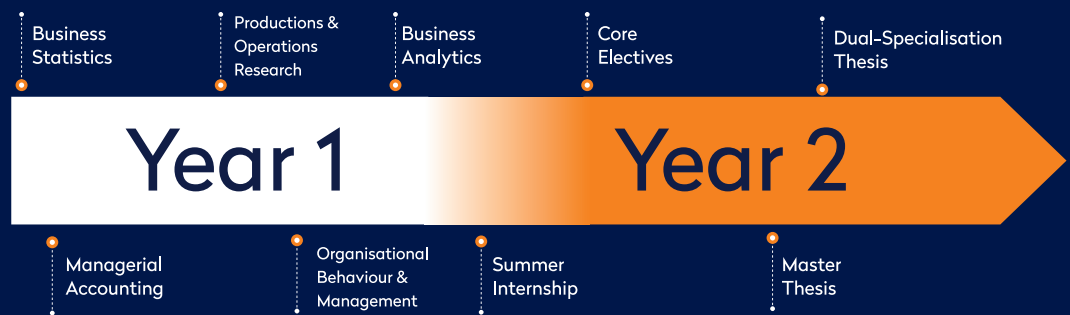 Business
Statistics
Productions &
Operations
Research
Business
Analytics
Core
Electives
Dual-Specialisation
Thesis
Year 1
Year 2
Managerial
Accounting
Organisational
Behaviour &
Management
Summer
Internship
Master
Thesis